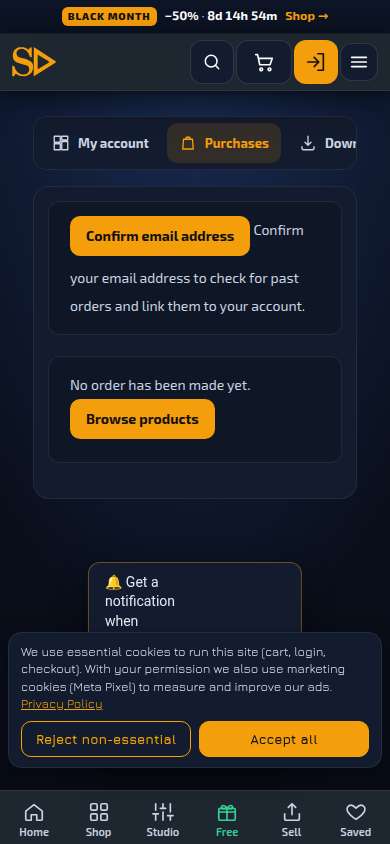 BLACK MONTH −50% · 8d 14h 54m Shop →
SD
My account Purchases Down
Confirm email address Confirm
your email address to check for past
orders and link them to your account.
No order has been made yet.
Browse products
🔔 Get a
notification
when
We use essential cookies to run this site (cart, login,
checkout). With your permission we also use marketing
cookies (Meta Pixel) to measure and improve our ads.
Privacy Policy
Reject non-essential Accept all
Home Shop Studio Free Sell Saved